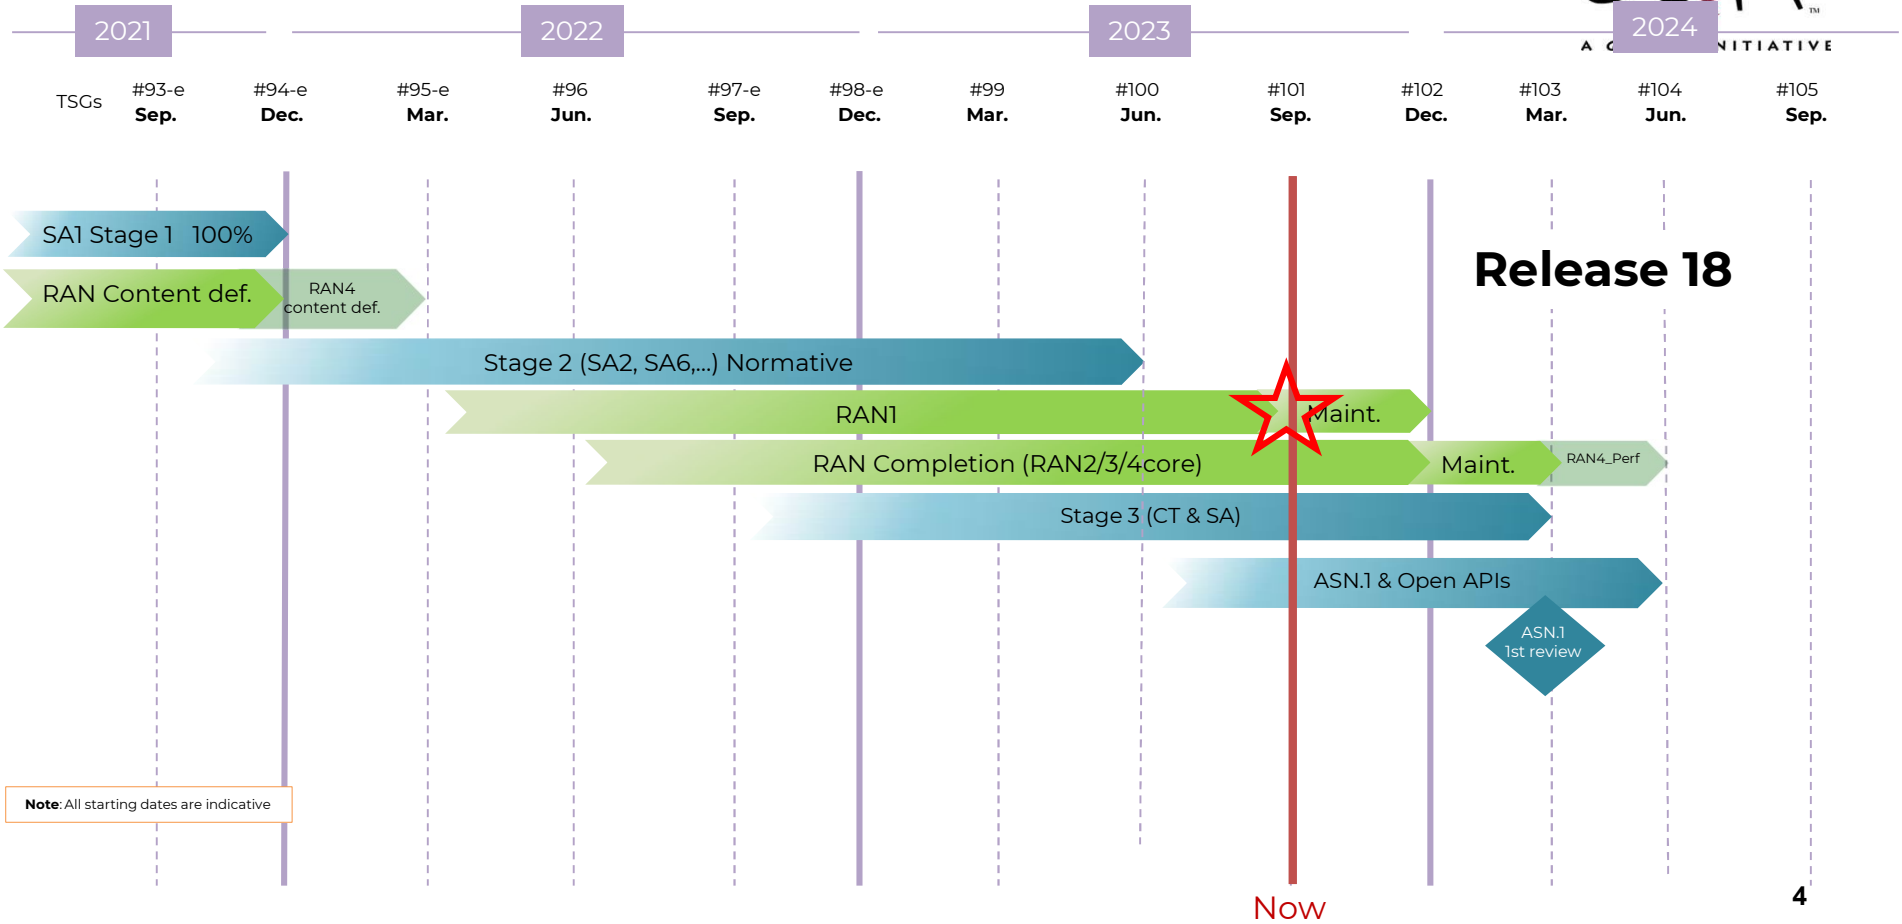 2021
2022
2023
2024
™
A G NITIATIVE
TSGs
#93-e
Sep.
#94-e
Dec.
#95-e
Mar.
#96
Jun.
#97-e
Sep.
#98-e
Dec.
#99
Mar.
#100
Jun.
#101
Sep.
#102
Dec.
#103
Mar.
#104
Jun.
#105
Sep.
SA1 Stage 1 100%
Release 18
RAN Content def.
RAN4
content def.
Stage 2 (SA2, SA6,...) Normative
RAN1
Maint.
RAN Completion (RAN2/3/4core)
Maint.
RAN4_Perf
Stage 3 (CT & SA)
ASN.1 & Open APIs
ASN.1
1st review
Note: All starting dates are indicative
Now
4